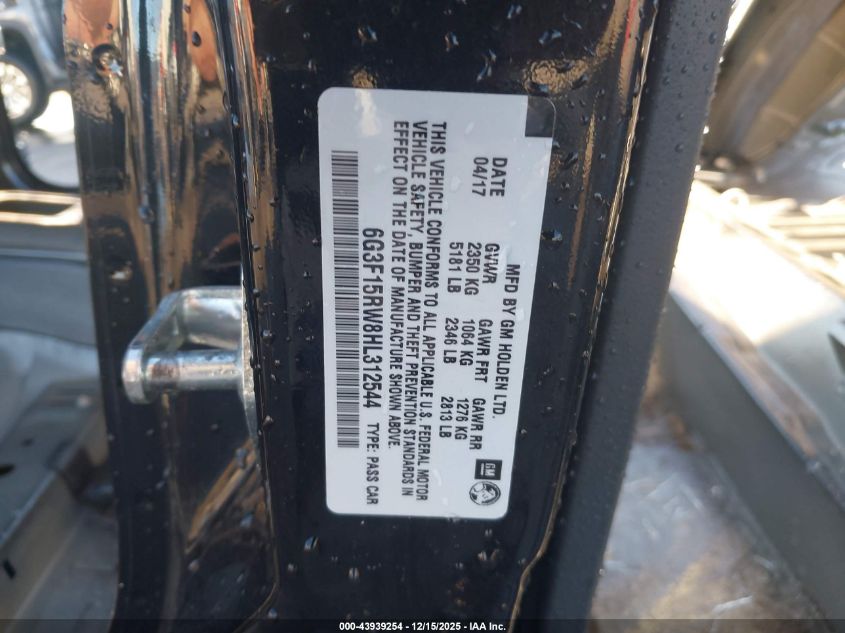 MFD BY GM HOLDEN LTD.
DATE GVWR GAWR FRT GAWR RR
04/17 2350 KG 1064 KG 1276 KG
5181 LB 2346 LB 2813 LB
THIS VEHICLE CONFORMS TO ALL APPLICABLE U.S. FEDERAL MOTOR
VEHICLE SAFETY, BUMPER AND THEFT PREVENTION STANDARDS IN
EFFECT ON THE DATE OF MANUFACTURE SHOWN ABOVE.
6G3F15RW8HL312544 TYPE: PASS CAR
GM
000-43939254 - 12/15/2025 - IAA Inc.